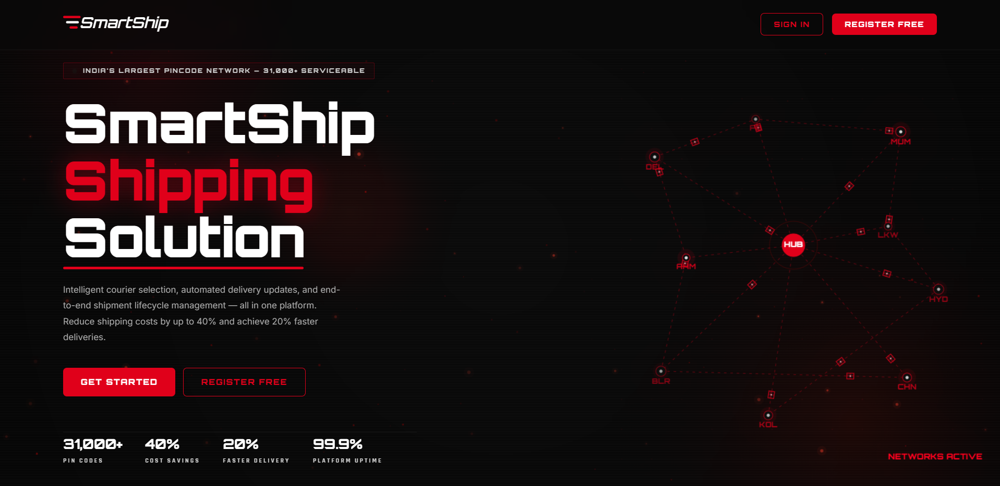 SmartShip
SIGN IN
REGISTER FREE
INDIA'S LARGEST PINCODE NETWORK — 31,000+ SERVICEABLE
SmartShip
Shipping
Solution
Intelligent courier selection, automated delivery updates, and end-
to-end shipment lifecycle management — all in one platform.
Reduce shipping costs by up to 40% and achieve 20% faster
deliveries.
GET STARTED
REGISTER FREE
31,000+
PIN CODES
40%
COST SAVINGS
20%
FASTER DELIVERY
99.9%
PLATFORM UPTIME
MUM
DEL
HUB
LKW
AHM
HYD
BLR
CHN
KOL
NETWORKS ACTIVE